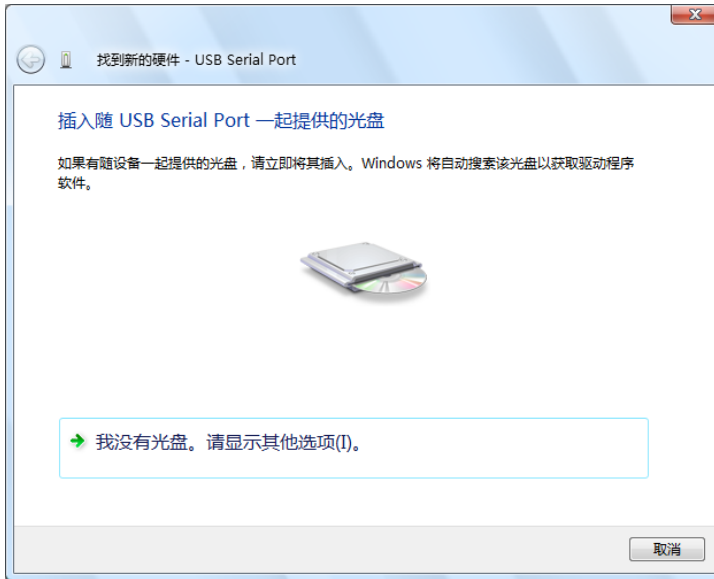 找到新的硬件 - USB Serial Port
插入随 USB Serial Port 一起提供的光盘
如果有随设备一起提供的光盘，请立即将其插入。Windows 将自动搜索该光盘以获取驱动程序
软件。
我没有光盘。请显示其他选项(I)。
取消